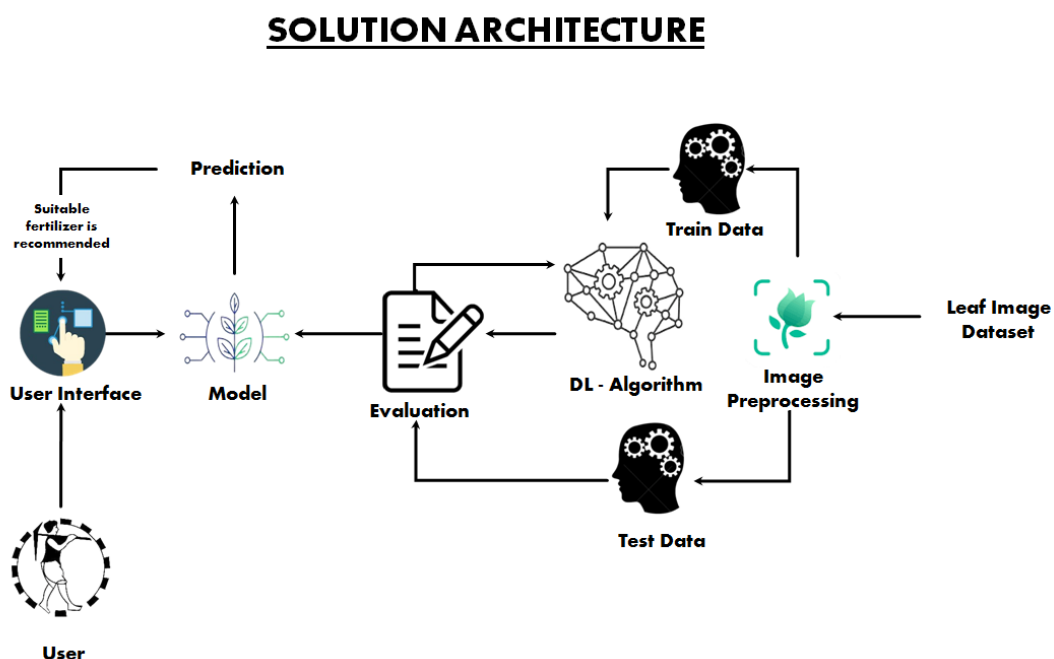 SOLUTION ARCHITECTURE
Prediction
Suitable
fertilizer is
recommended
Train Data
Leaf Image
Dataset
User Interface
Model
Evaluation
DL - Algorithm
Image
Preprocessing
Test Data
User